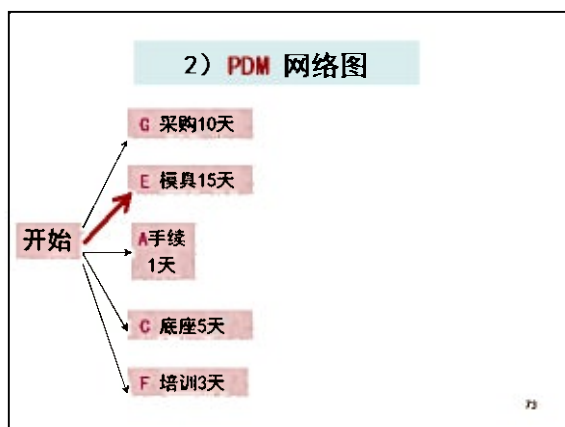 2）PDM 网络图
G 采购10天
E 模具15天
开始
A手续
1天
C 底座5天
F 培训3天
73